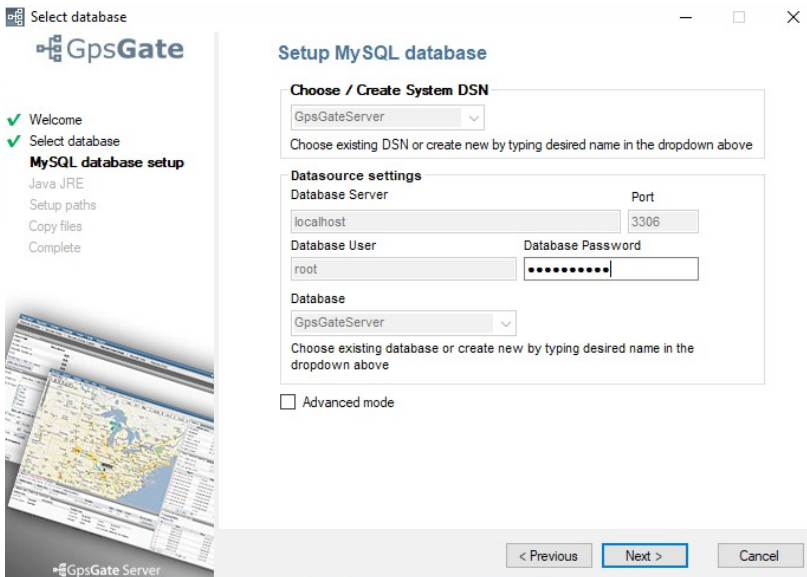 Select database
GpsGate
Setup MySQL database
Welcome
Select database
MySQL database setup
Java JRE
Setup paths
Copy files
Complete
Choose / Create System DSN
GpsGateServer
Choose existing DSN or create new by typing desired name in the dropdown above
Datasource settings
Database Server
Port
localhost
3306
Database User
Database Password
root
●●●●●●●●●●
Database
GpsGateServer
Choose existing database or create new by typing desired name in the
dropdown above
Advanced mode
< Previous
Next >
Cancel
GpsGate Server